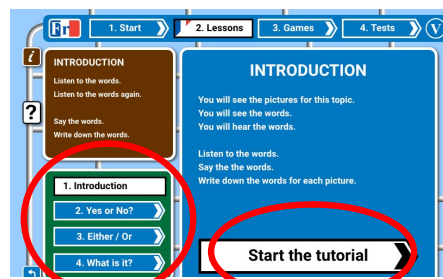 Fr
1. Start
2. Lessons
3. Games
4. Tests
V
i
INTRODUCTION
Listen to the words.
Listen to the words again.
Say the words.
Write down the words.
?
1. Introduction
2. Yes or No?
3. Either / Or
4. What is it?
INTRODUCTION
You will see the pictures for this topic.
You will see the words.
You will hear the words.
Listen to the words.
Say the the words.
Write down the words for each picture.
Start the tutorial